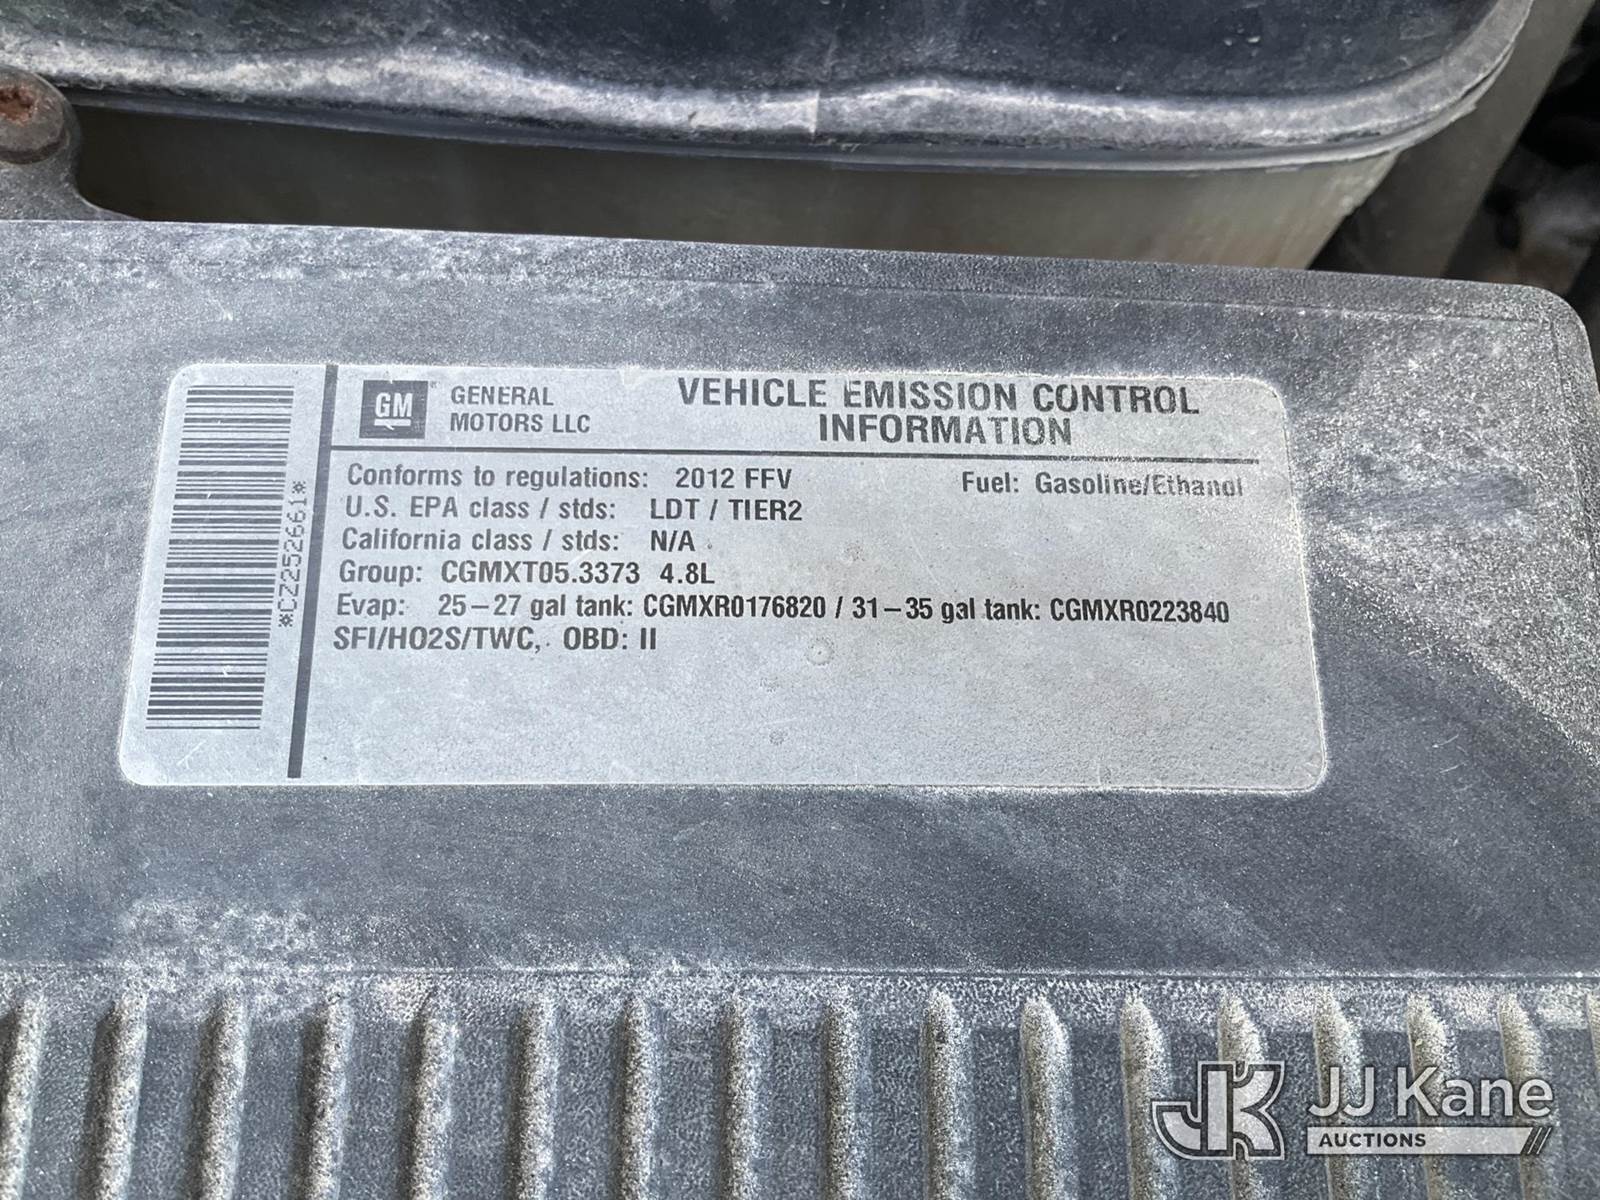 GM
GENERAL
MOTORS LLC
VEHICLE EMISSION CONTROL
INFORMATION
Conforms to regulations: 2012 FFV
Fuel: Gasoline/Ethanol
U.S. EPA class / stds: LDT / TIER2
California class / stds: N/A
Group: CGMXT05.3373 4.8L
Evap: 25-27 gal tank: CGMXR0176820 / 31-35 gal tank: CGMXR0223840
SFI/HO2S/TWC, OBD: II
*CZ252661*
JK
JJ Kane
AUCTIONS